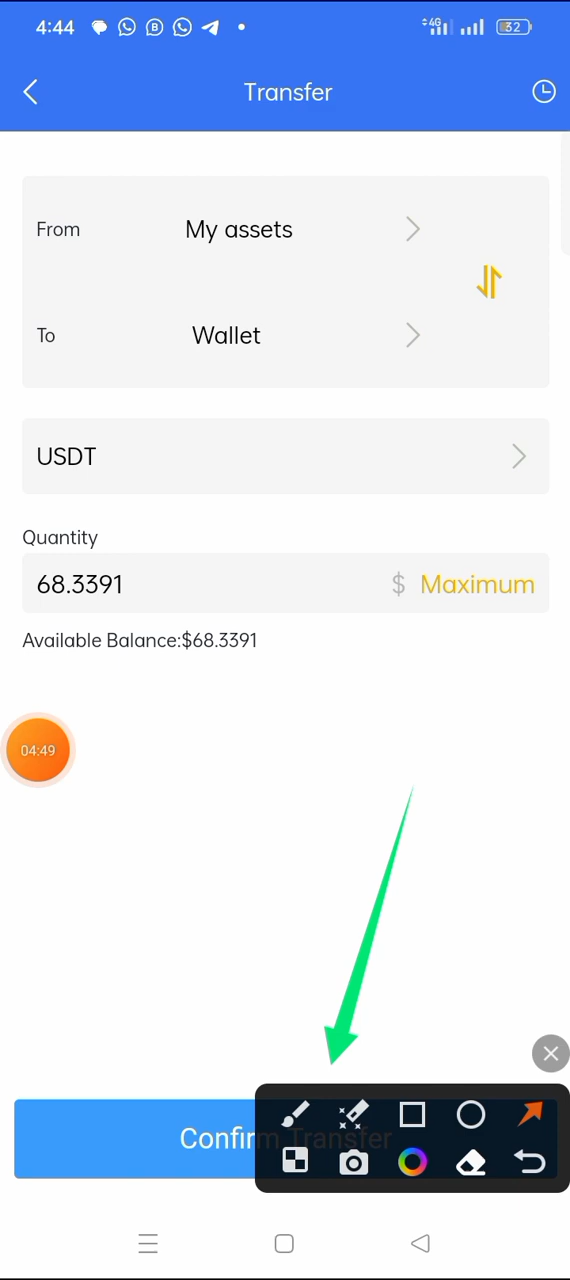 4:44
4G
32
Transfer
From
My assets
To
Wallet
USDT
Quantity
68.3391
$ Maximum
Available Balance:$68.3391
04:49
Confirm Transfer